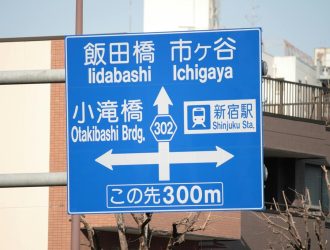 飯田橋 市ヶ谷
Iidabashi Ichigaya
小滝橋
Otakibashi Brdg.
302
新宿駅
Shinjuku Sta.
この先300m